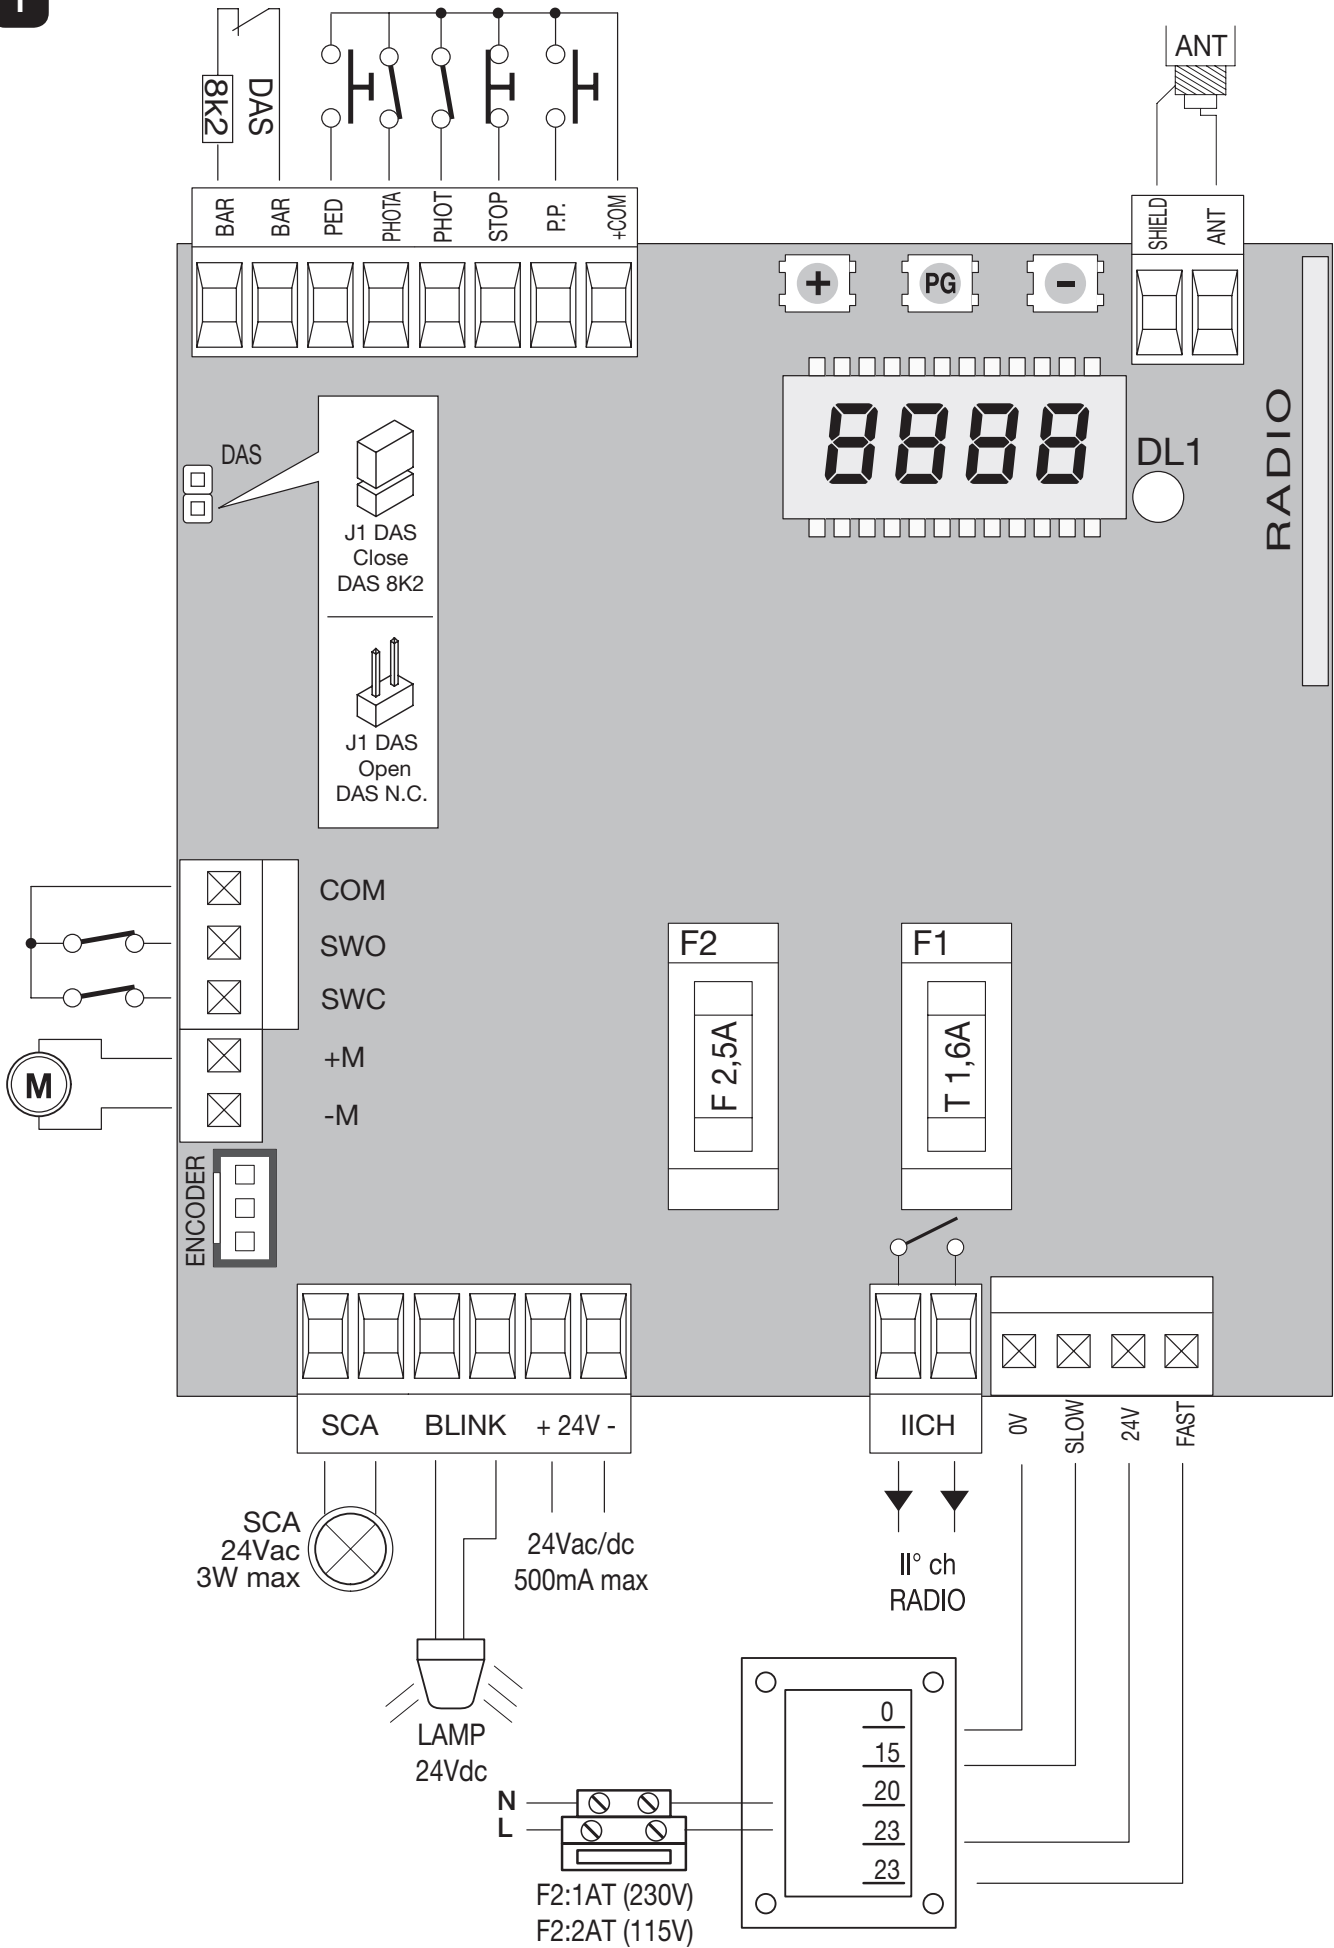 1
ANT
8K2
DAS
BAR
BAR
PED
PHOTA
PHOT
STOP
P.P.
+COM
SHIELD
ANT
+
PG
-
8888
DL1
RADIO
DAS
J1 DAS
Close
DAS 8K2
J1 DAS
Open
DAS N.C.
COM
SWO
SWC
+M
-M
M
ENCODER
F2
F 2,5A
F1
T 1,6A
SCA
BLINK
+ 24V -
IICH
0V
SLOW
24V
FAST
SCA
24Vac
3W max
24Vac/dc
500mA max
II° ch
RADIO
LAMP
24Vdc
0
15
20
23
23
N
L
F2:1AT (230V)
F2:2AT (115V)